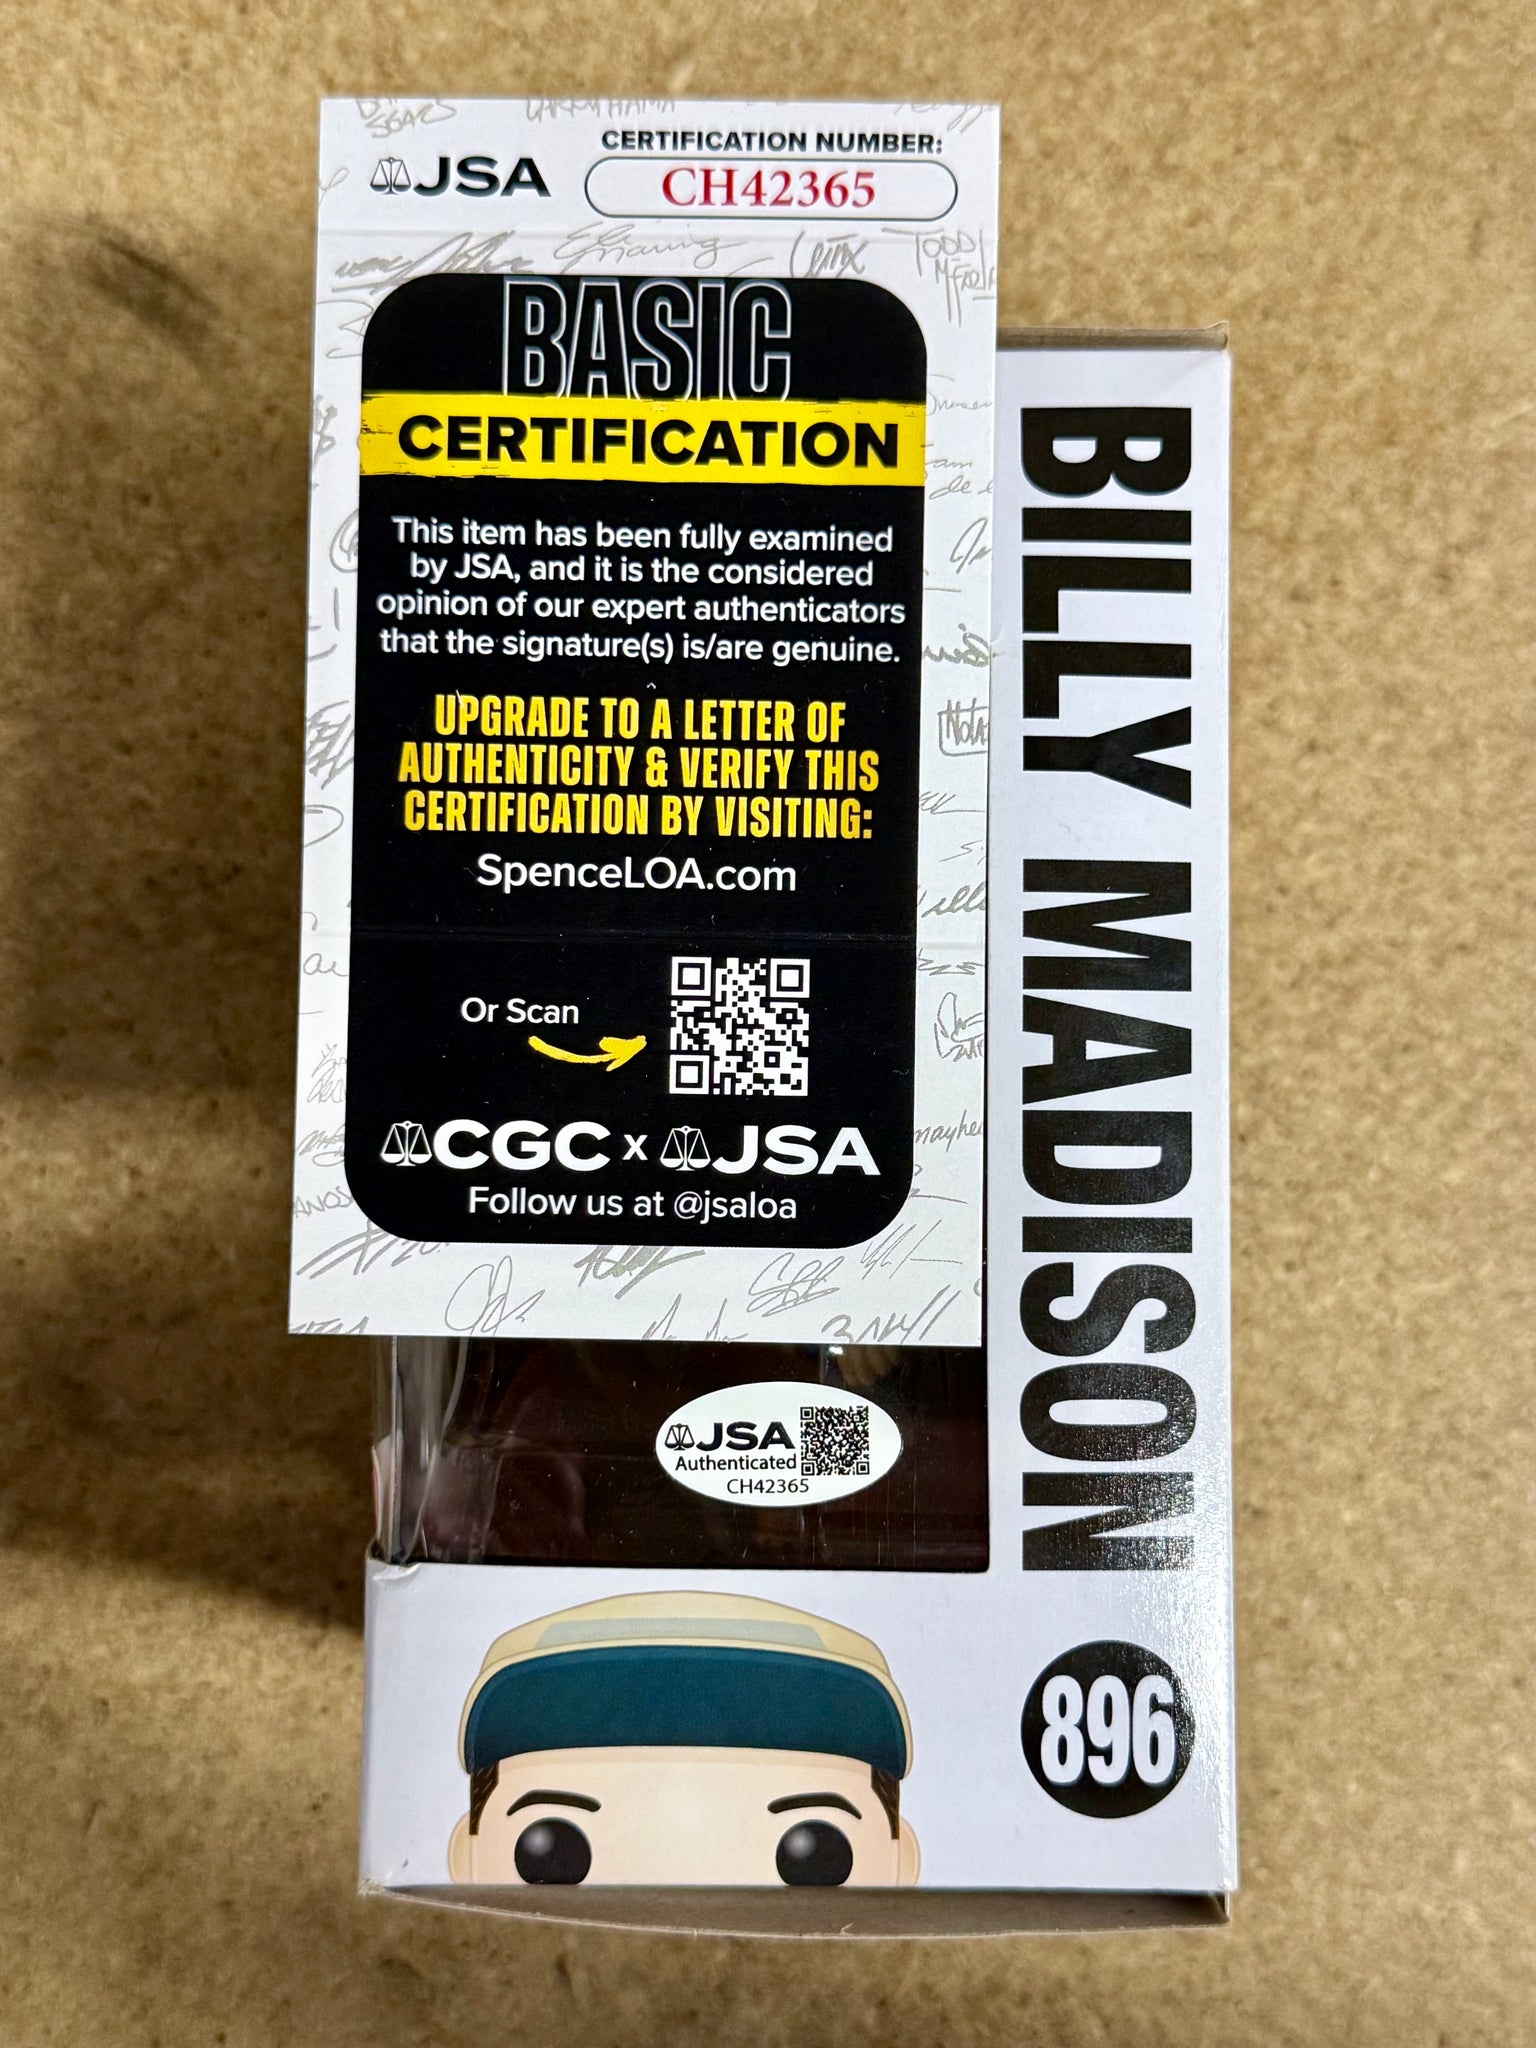 JSA
CERTIFICATION NUMBER:
CH42365
BASIC
CERTIFICATION
This item has been fully examined
by JSA, and it is the considered
opinion of our expert authenticators
that the signature(s) is/are genuine.
UPGRADE TO A LETTER OF
AUTHENTICITY & VERIFY THIS
CERTIFICATION BY VISITING:
SpenceLOA.com
Or Scan
CGC x JSA
Follow us at @jsaloa
JSA
Authenticated
CH42365
BILLY MADISON
896